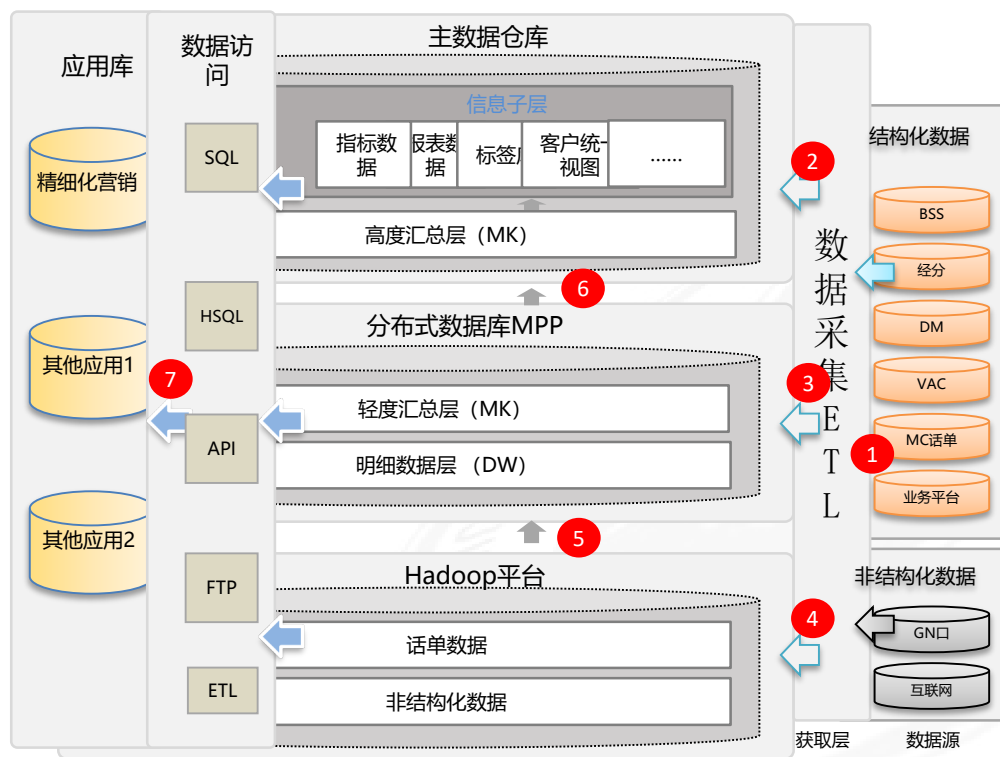 应用库
精细化营销
其他应用1
其他应用2
数据访
问
SQL
HSQL
API
FTP
ETL
7
主数据仓库
信息子层
指标数
据
报表数
据
标签
客户统一
视图
……
高度汇总层（MK）
6
分布式数据库MPP
轻度汇总层（MK）
明细数据层 （DW）
5
Hadoop平台
话单数据
非结构化数据
2
3
4
数据采集ETL
1
结构化数据
BSS
经分
DM
VAC
MC话单
业务平台
非结构化数据
GN口
互联网
获取层
数据源